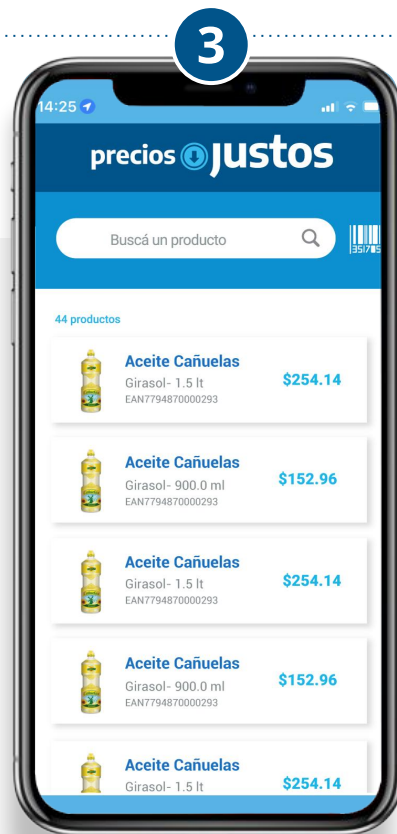 3
14:25
precios justos
Buscá un producto
351705
44 productos
Aceite Cañuelas
Girasol- 1.5 lt $254.14
EAN7794870000293
Aceite Cañuelas
Girasol- 900.0 ml $152.96
EAN7794870000293
Aceite Cañuelas
Girasol- 1.5 lt $254.14
EAN7794870000293
Aceite Cañuelas
Girasol- 900.0 ml $152.96
EAN7794870000293
Aceite Cañuelas
Girasol- 1.5 lt $254.14